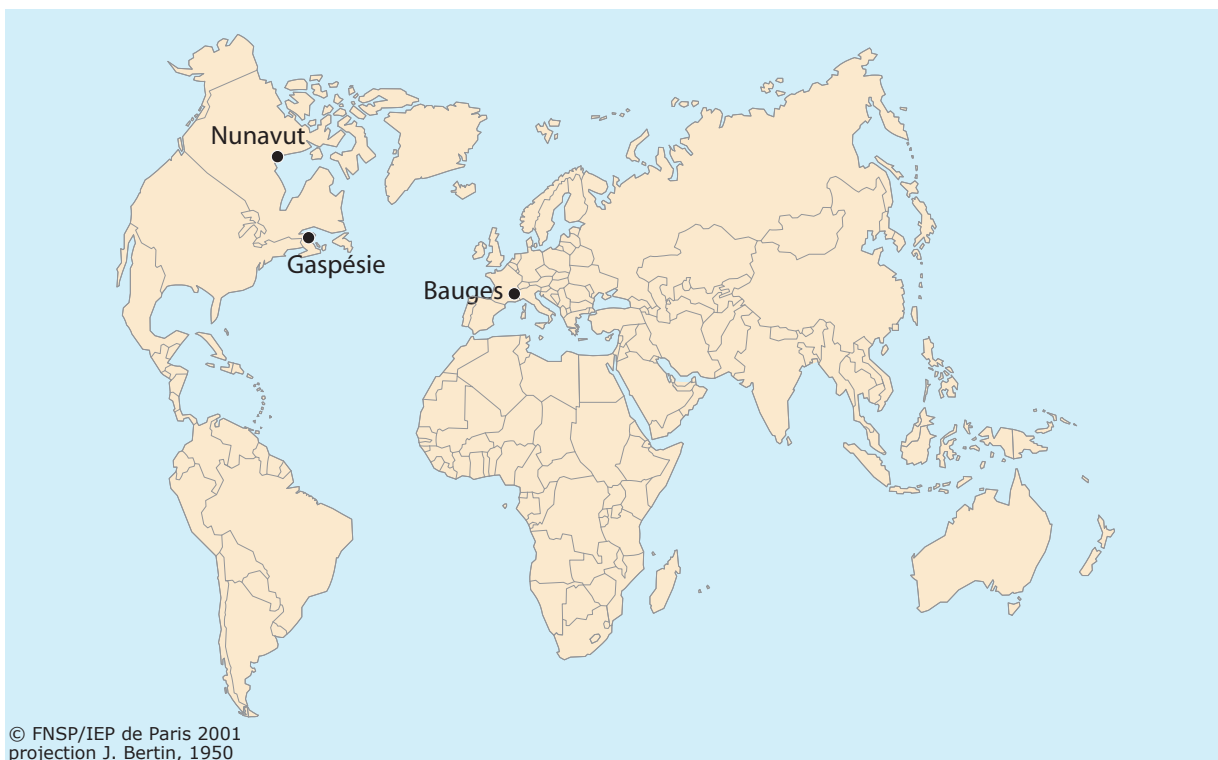 Nunavut
Gaspésie
Bauges
© FNSP/IEP de Paris 2001
projection J. Bertin, 1950